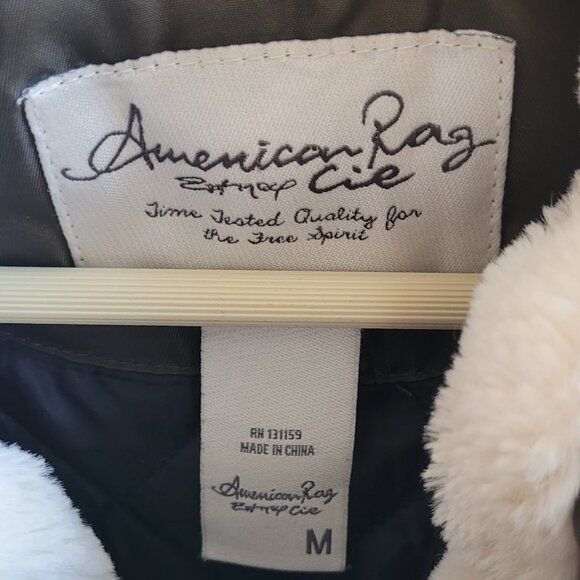 American Rag
Cie
Time Tested Quality for
the Free Spirit
RN 131159
MADE IN CHINA
American Rag
Cie
M